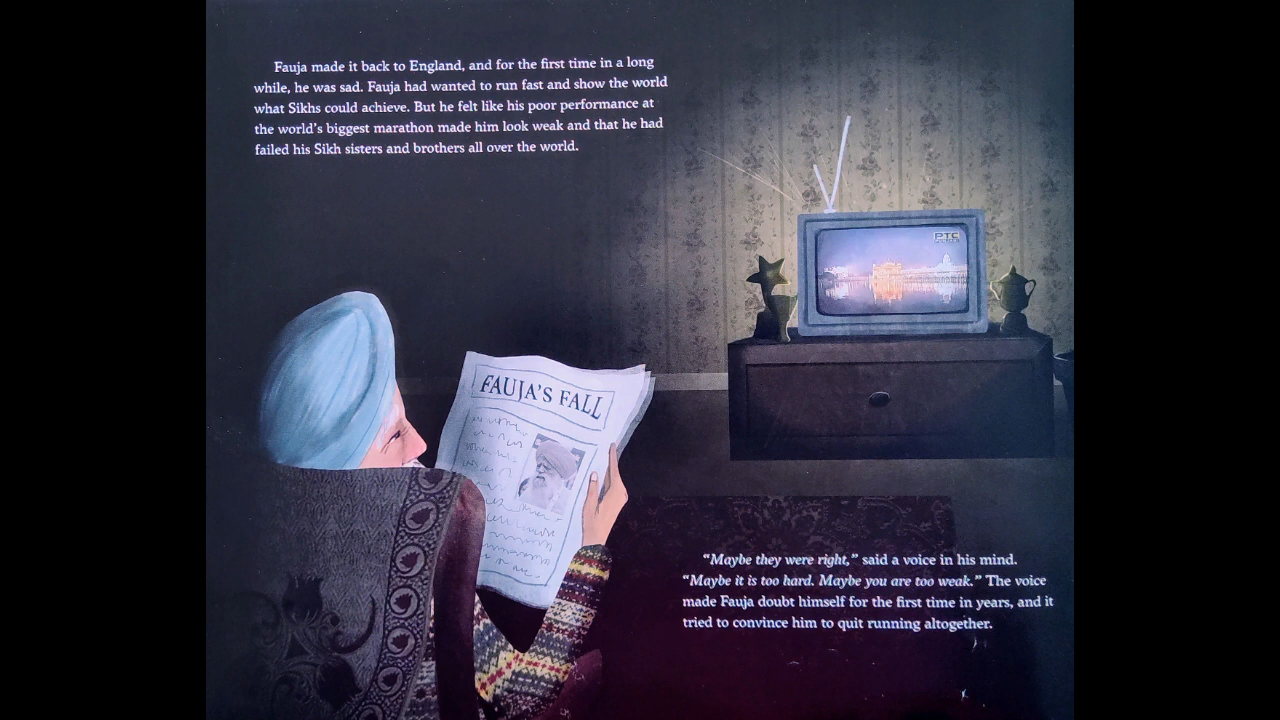 Fauja made it back to England, and for the first time in a long
while, he was sad. Fauja had wanted to run fast and show the world
what Sikhs could achieve. But he felt like his poor performance at
the world's biggest marathon made him look weak and that he had
failed his Sikh sisters and brothers all over the world.
PTC
FAUJA'S FALL
"Maybe they were right," said a voice in his mind.
"Maybe it is too hard. Maybe you are too weak." The voice
made Fauja doubt himself for the first time in years, and it
tried to convince him to quit running altogether.